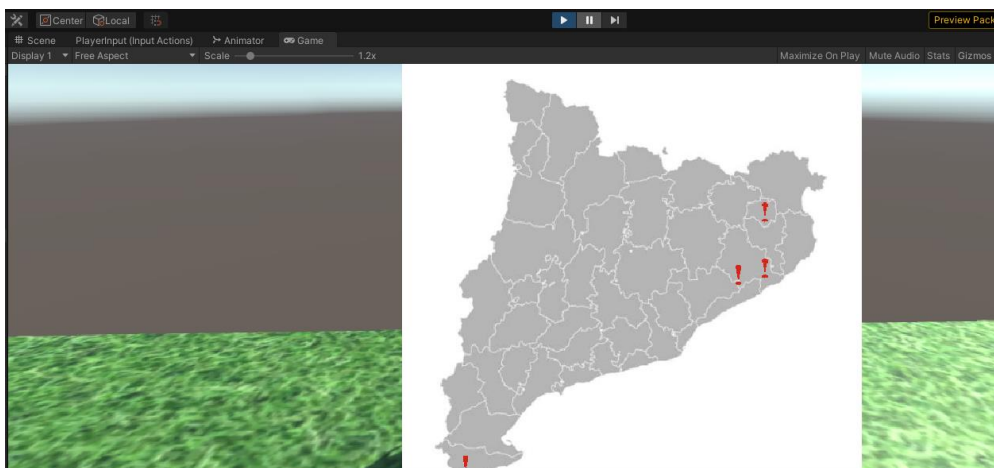 Center Local Preview Pack
Scene PlayerInput (Input Actions) Animator Game
Display 1 Free Aspect Scale 1.2x Maximize On Play Mute Audio Stats Gizmos
! ! ! !